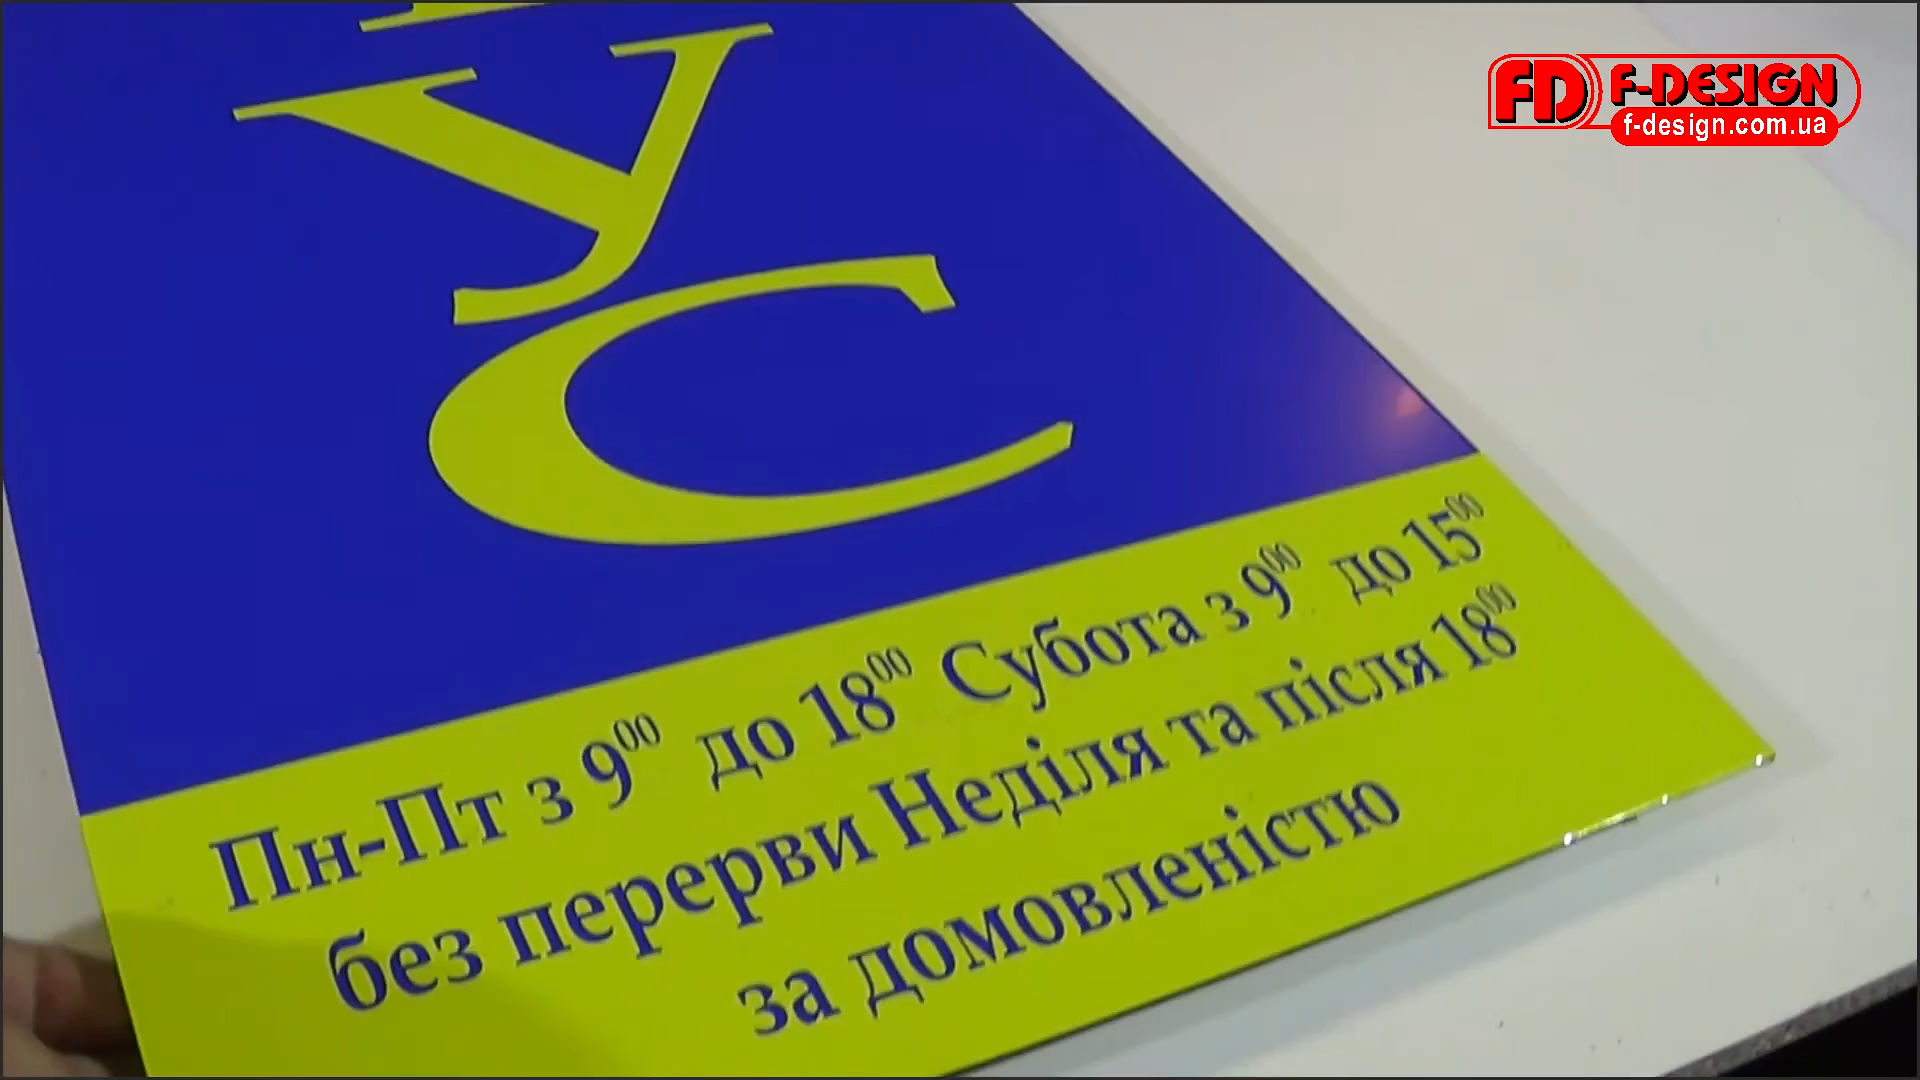 FD F-DESIGN
f-design.com.ua
У
С
Пн-Пт з 9⁰⁰ до 18⁰⁰ Субота з 9⁰⁰ до 15⁰⁰
без перерви Неділя та після 18⁰⁰
за домовленістю